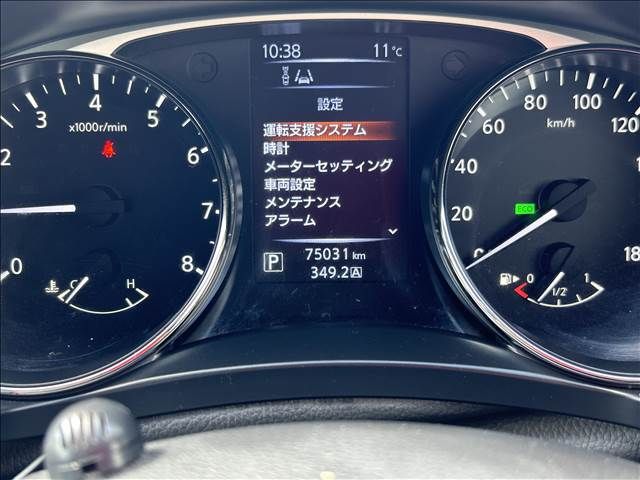 10:38 11℃
設定
運転支援システム
時計
メーターセッティング
車両設定
メンテナンス
アラーム
P 75031 km
349.2 A
x1000r/min
0 2 3 4 5 6 7 8
C H
km/h
0 20 40 60 80 100 120 18
ECO
0 1/2 1